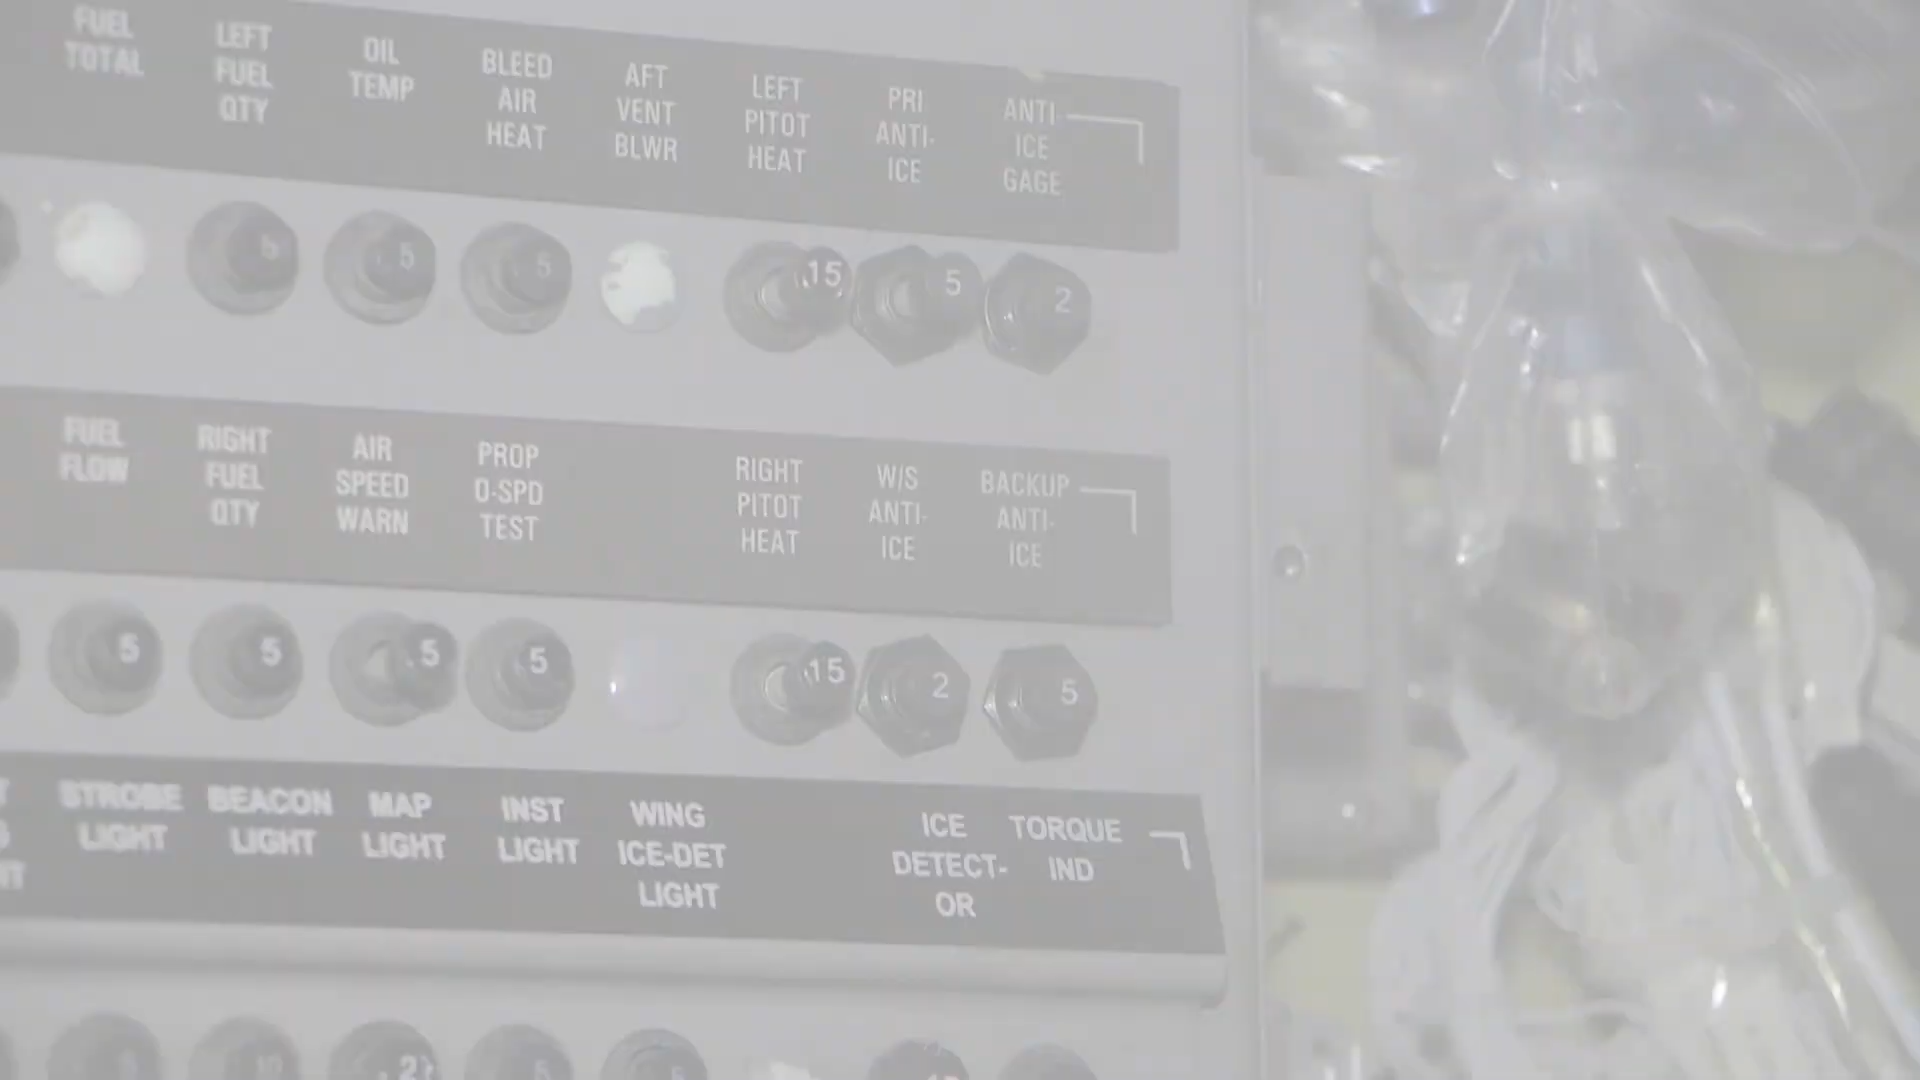 FUEL
TOTAL
LEFT
FUEL
QTY
OIL
TEMP
BLEED
AIR
HEAT
AFT
VENT
BLWR
LEFT
PITOT
HEAT
PRI
ANTI-
ICE
ANTI-
ICE
GAGE
5
5
5
15
5
2
FUEL
FLOW
RIGHT
FUEL
QTY
AIR
SPEED
WARN
PROP
O-SPD
TEST
RIGHT
PITOT
HEAT
W/S
ANTI-
ICE
BACKUP
ANTI-
ICE
5
5
5
5
15
2
5
STROBE
LIGHT
BEACON
LIGHT
MAP
LIGHT
INST
LIGHT
WING
ICE-DET
LIGHT
ICE
DETECT-
OR
TORQUE
IND